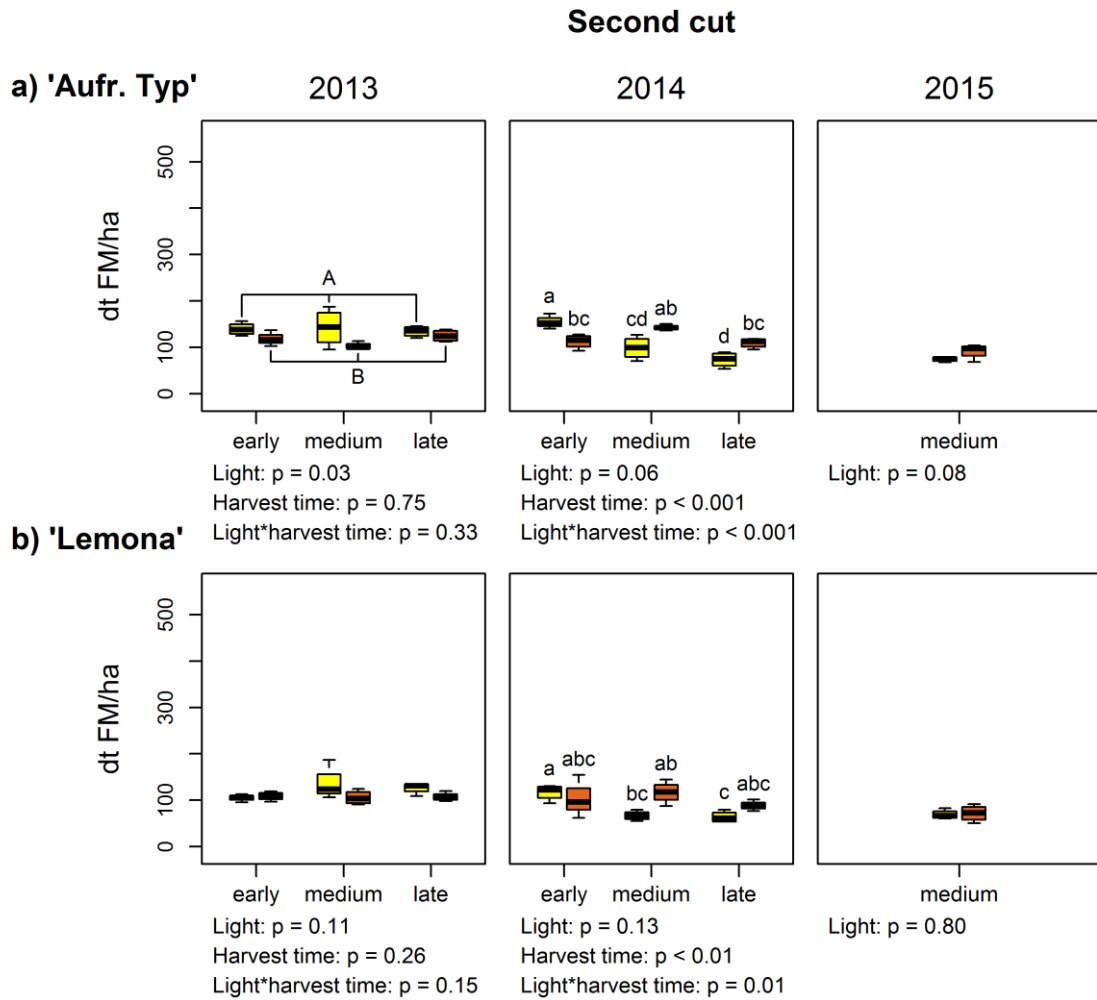 Second cut
a) 'Aufr. Typ'
2013
2014
2015
dt FM/ha
500
300
100
0
A
B
a
bc
cd
ab
d
bc
early medium late
early medium late
medium
Light: p = 0.03
Harvest time: p = 0.75
Light*harvest time: p = 0.33
Light: p = 0.06
Harvest time: p < 0.001
Light*harvest time: p < 0.001
Light: p = 0.08
b) 'Lemona'
dt FM/ha
500
300
100
0
a
abc
bc
ab
c
abc
early medium late
early medium late
medium
Light: p = 0.11
Harvest time: p = 0.26
Light*harvest time: p = 0.15
Light: p = 0.13
Harvest time: p < 0.01
Light*harvest time: p = 0.01
Light: p = 0.80